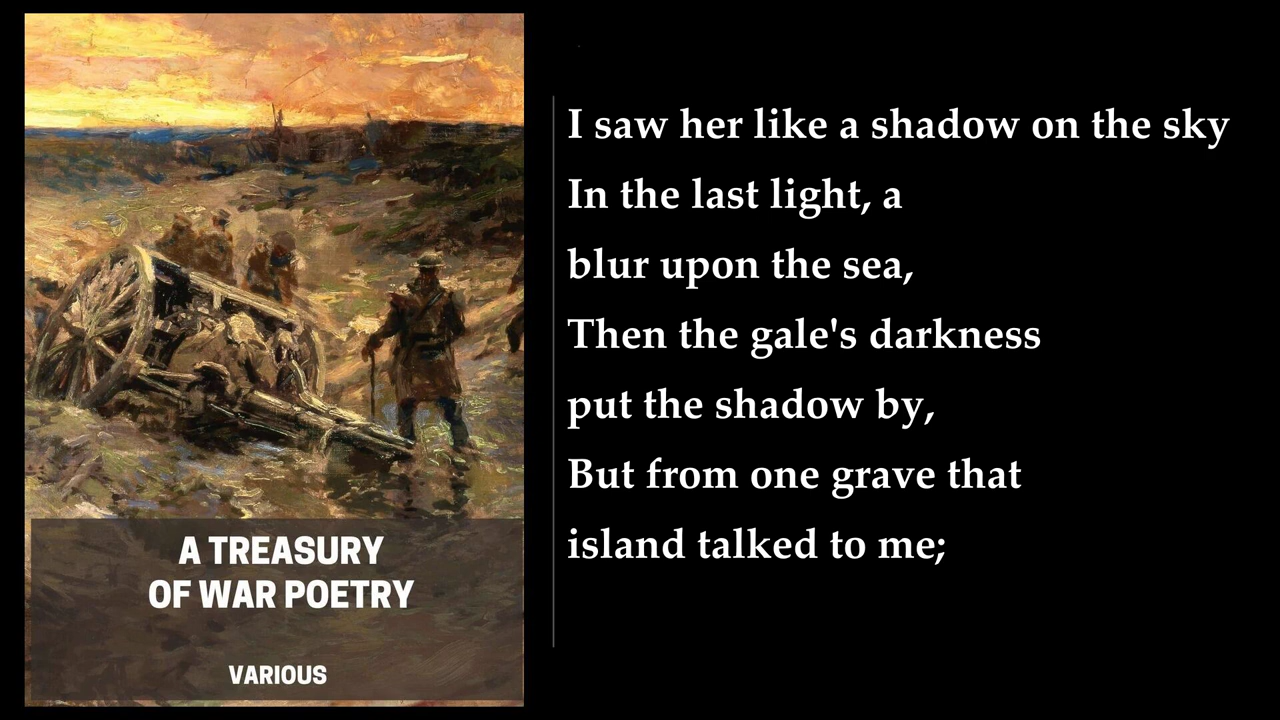 A TREASURY
OF WAR POETRY
VARIOUS
I saw her like a shadow on the sky
In the last light, a
blur upon the sea,
Then the gale's darkness
put the shadow by,
But from one grave that
island talked to me;